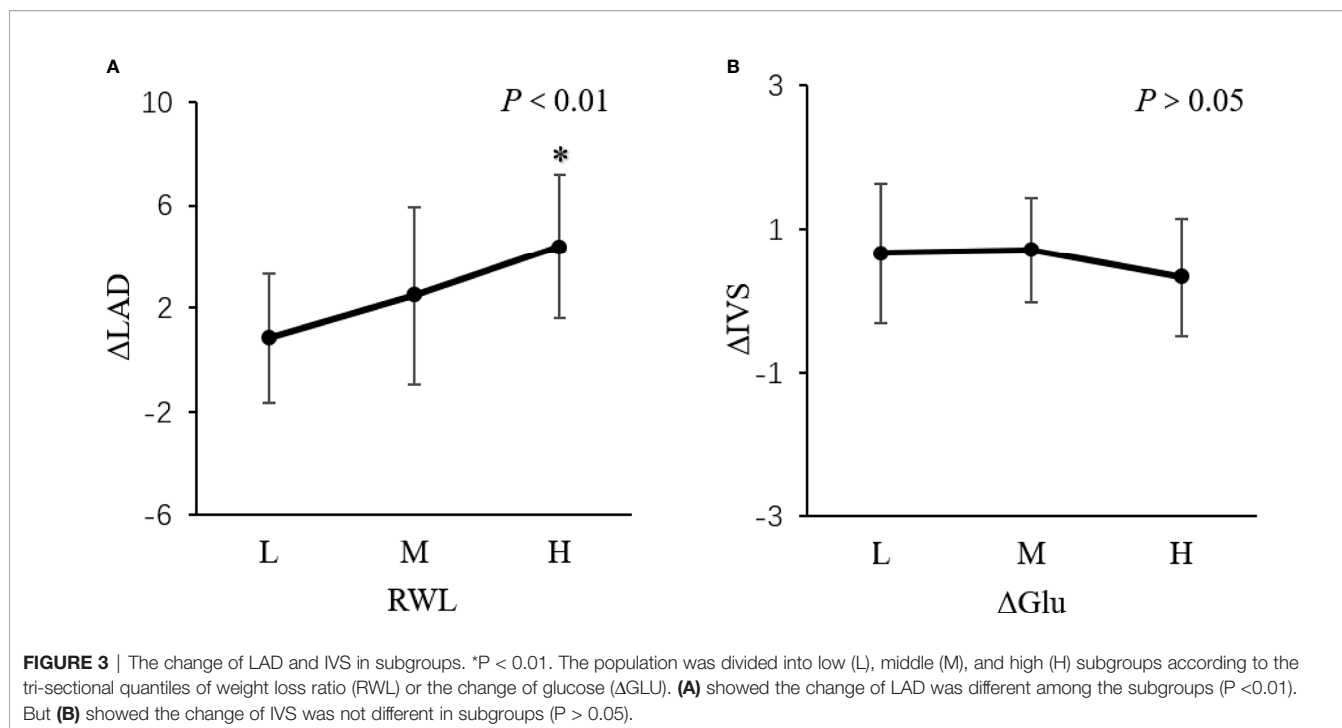 A
P < 0.01
*
10
6
2
-2
-6
ΔLAD
L M H
RWL
B
P > 0.05
3
1
-1
-3
ΔIVS
L M H
ΔGlu
FIGURE 3 | The change of LAD and IVS in subgroups. *P < 0.01. The population was divided into low (L), middle (M), and high (H) subgroups according to the
tri-sectional quantiles of weight loss ratio (RWL) or the change of glucose (ΔGLU). (A) showed the change of LAD was different among the subgroups (P <0.01).
But (B) showed the change of IVS was not different in subgroups (P > 0.05).